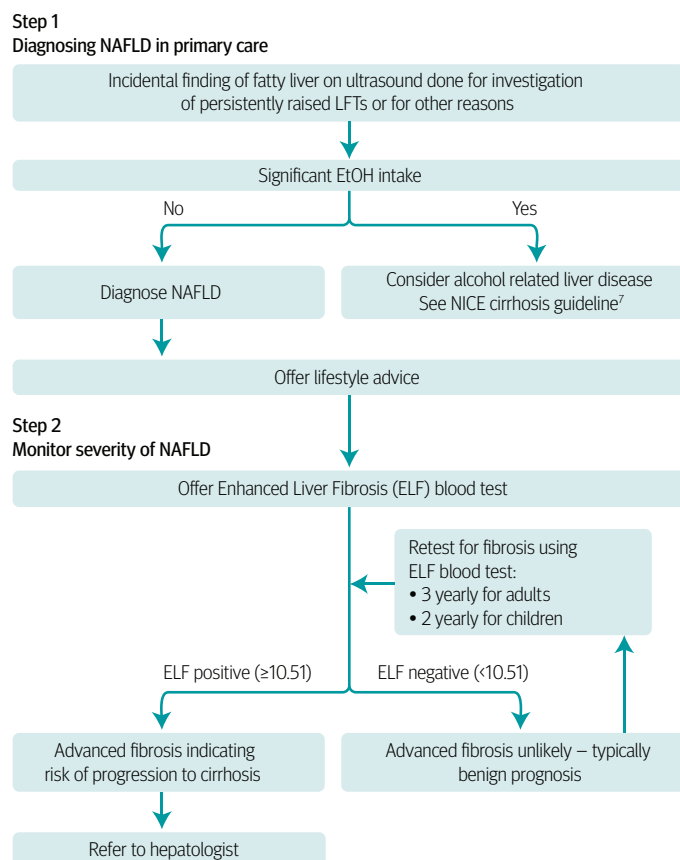 Step 1
Diagnosing NAFLD in primary care
Incidental finding of fatty liver on ultrasound done for investigation
of persistently raised LFTs or for other reasons
Significant EtOH intake
No
Yes
Diagnose NAFLD
Consider alcohol related liver disease
See NICE cirrhosis guideline⁷
Offer lifestyle advice
Step 2
Monitor severity of NAFLD
Offer Enhanced Liver Fibrosis (ELF) blood test
Retest for fibrosis using
ELF blood test:
• 3 yearly for adults
• 2 yearly for children
ELF positive (≥10.51)
ELF negative (<10.51)
Advanced fibrosis indicating
risk of progression to cirrhosis
Advanced fibrosis unlikely – typically
benign prognosis
Refer to hepatologist